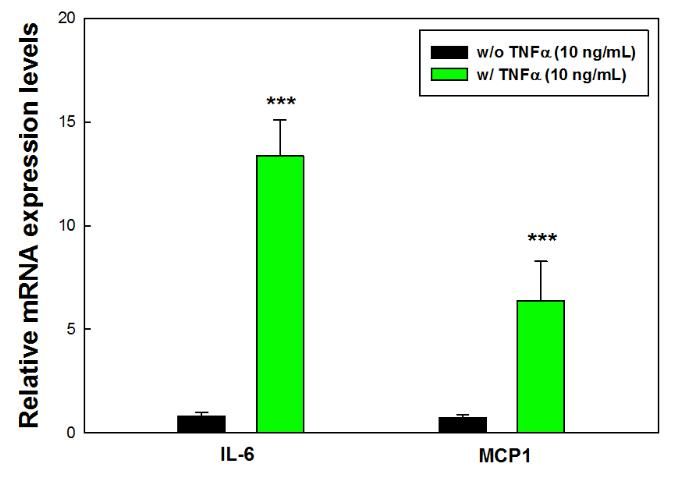 Relative mRNA expression levels
20
15
10
5
0
w/o TNFα (10 ng/mL)
w/ TNFα (10 ng/mL)
***
***
IL-6
MCP1